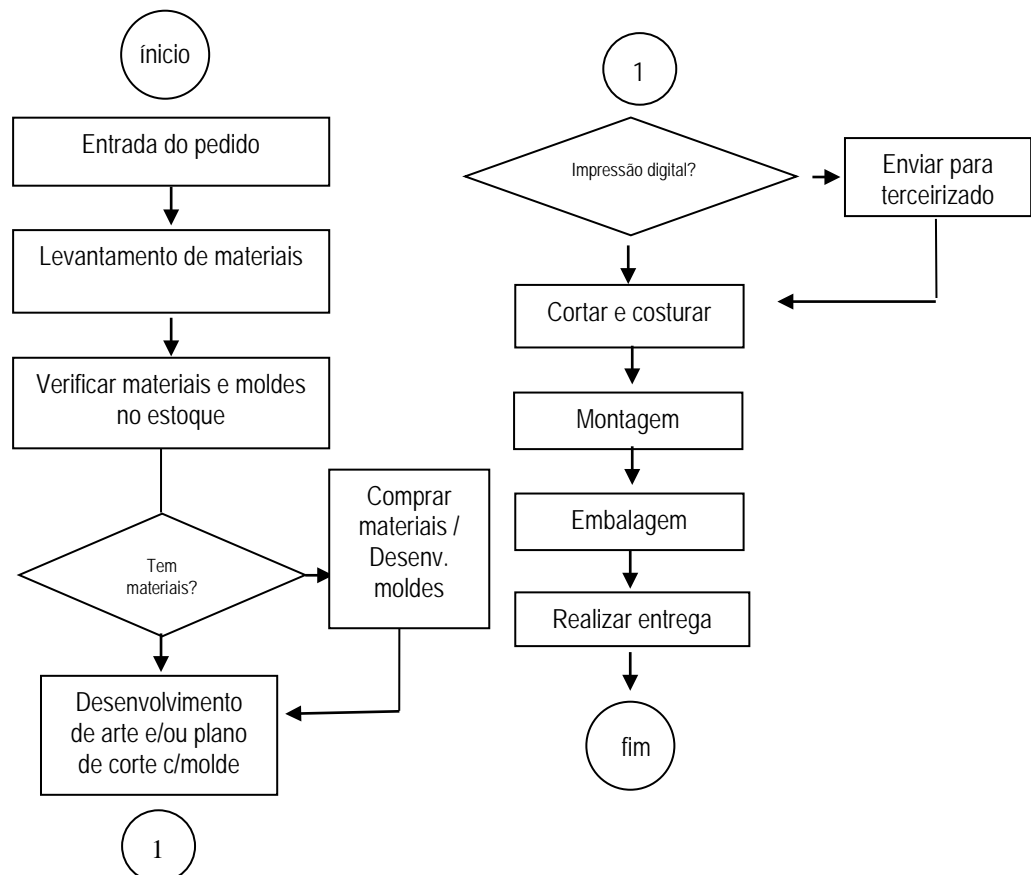 ínicio
Entrada do pedido
Levantamento de materiais
Verificar materiais e moldes
no estoque
Tem
materiais?
Comprar
materiais /
Desenv.
moldes
Desenvolvimento
de arte e/ou plano
de corte c/molde
1
1
Impressão digital?
Enviar para
terceirizado
Cortar e costurar
Montagem
Embalagem
Realizar entrega
fim